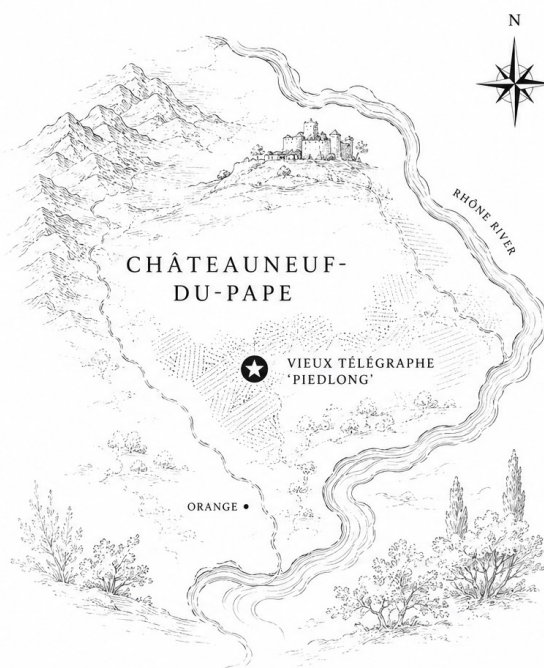 N
RHÔNE RIVER
CHÂTEAUNEUF-
DU-PAPE
VIEUX TÉLÉGRAPHE
‘PIEDLONG’
ORANGE